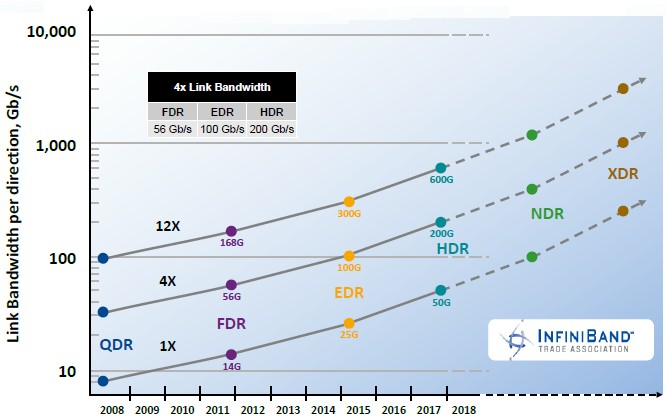 10,000
1,000
100
10
Link Bandwidth per direction, Gb/s
4x Link Bandwidth
FDR EDR HDR
56 Gb/s 100 Gb/s 200 Gb/s
12X
168G
300G
600G
4X
56G
100G
200G
1X
14G
25G
50G
QDR
FDR
EDR
HDR
NDR
XDR
INFINIBAND™
TRADE ASSOCIATION
2008 2009 2010 2011 2012 2013 2014 2015 2016 2017 2018